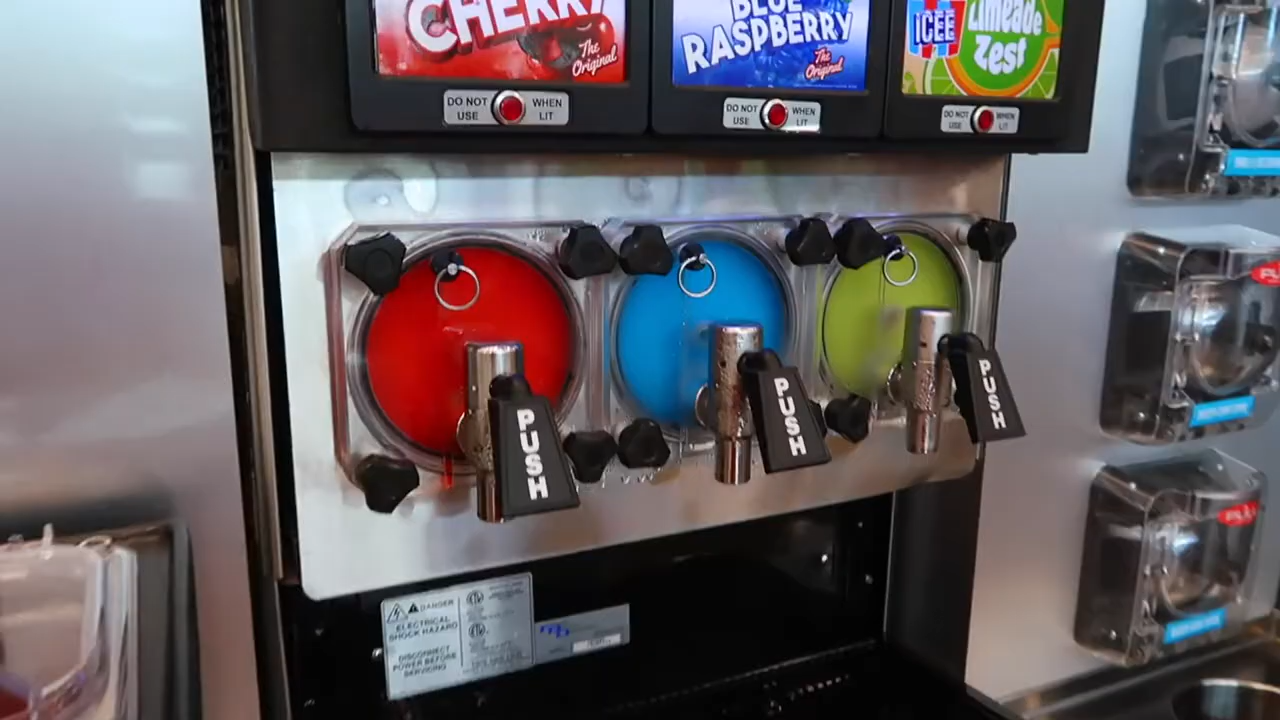 CHERRY
The
Original
DO NOT
USE
WHEN
LIT
BLUE
RASPBERRY
The
Original
DO NOT
USE
WHEN
LIT
ICEE
Limeade
Zest
DO NOT
USE
WHEN
LIT
PUSH
PUSH
PUSH
DANGER
ELECTRICAL
SHOCK HAZARD
DISCONNECT
POWER BEFORE
SERVICING